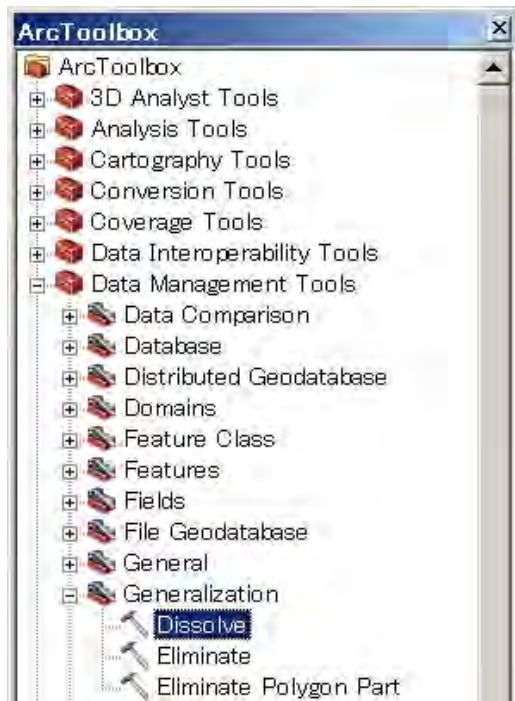 ArcToolbox
ArcToolbox
3D Analyst Tools
Analysis Tools
Cartography Tools
Conversion Tools
Coverage Tools
Data Interoperability Tools
Data Management Tools
Data Comparison
Database
Distributed Geodatabase
Domains
Feature Class
Features
Fields
File Geodatabase
General
Generalization
Dissolve
Eliminate
Eliminate Polygon Part